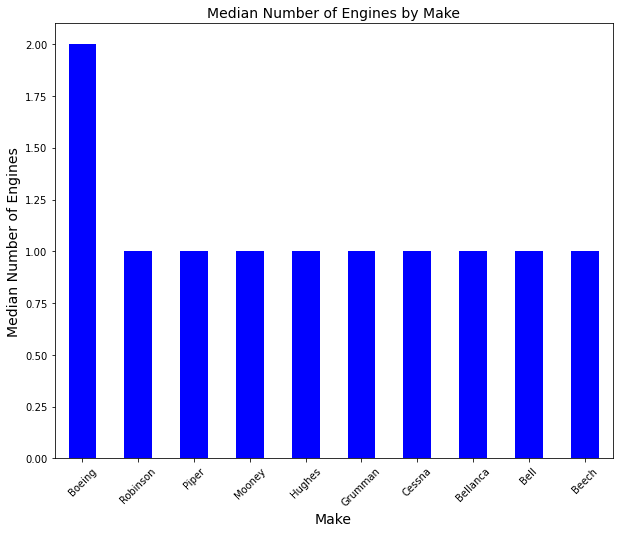 Median Number of Engines by Make
Median Number of Engines
2.00
1.75
1.50
1.25
1.00
0.75
0.50
0.25
0.00
Boeing
Robinson
Piper
Mooney
Hughes
Grumman
Cessna
Bellanca
Bell
Beech
Make